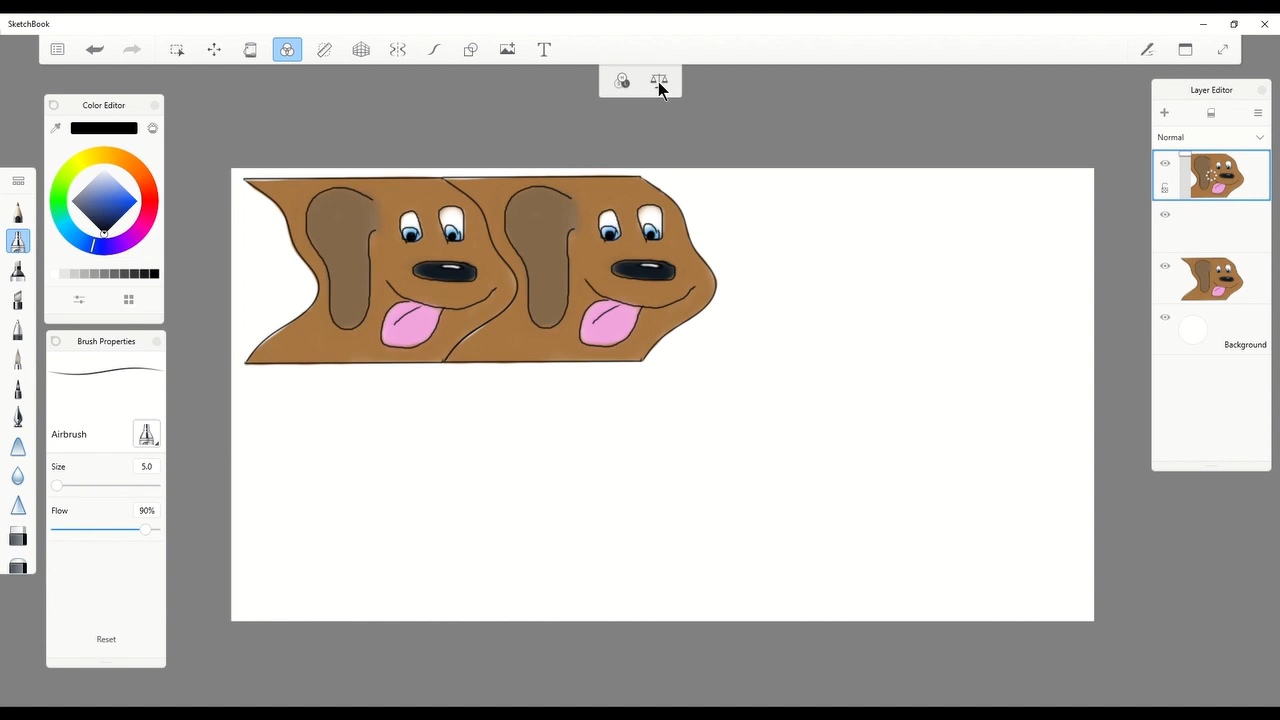 SketchBook
Color Editor
Layer Editor
Normal
Background
Brush Properties
Airbrush
Size 5.0
Flow 90%
Reset